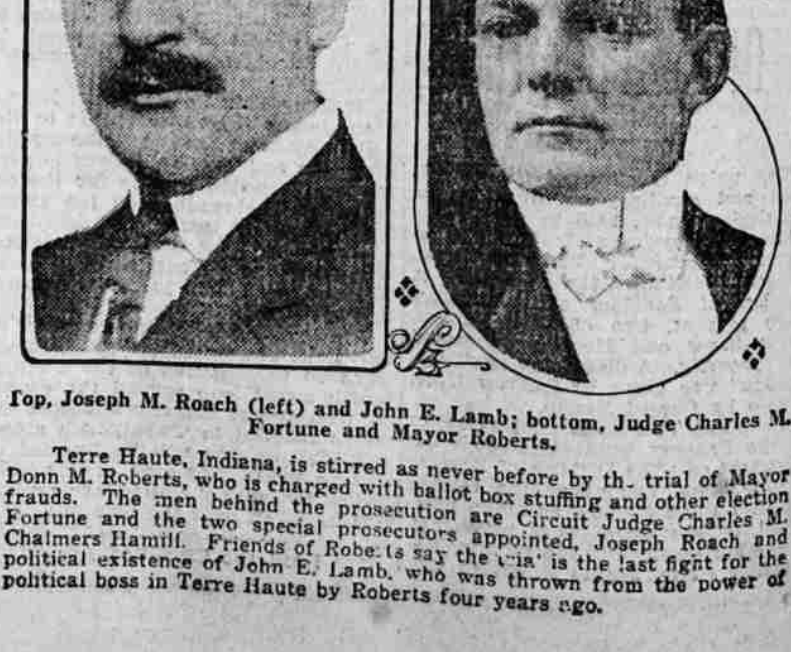 Top, Joseph M. Roach (left) and John E. Lamb; bottom, Judge Charles M.
Fortune and Mayor Roberts.
Terre Haute, Indiana, is stirred as never before by th. trial of Mayor
Donn M. Roberts, who is charged with ballot box stuffing and other election
frauds. The men behind the prosecution are Circuit Judge Charles M.
Fortune and the two special prosecutors appointed, Joseph Roach and
Chalmers Hamill. Friends of Roberts say the is the last fight for the
political existence of John E. Lamb, who was thrown from the power of
political boss in Terre Haute by Roberts four years ago.